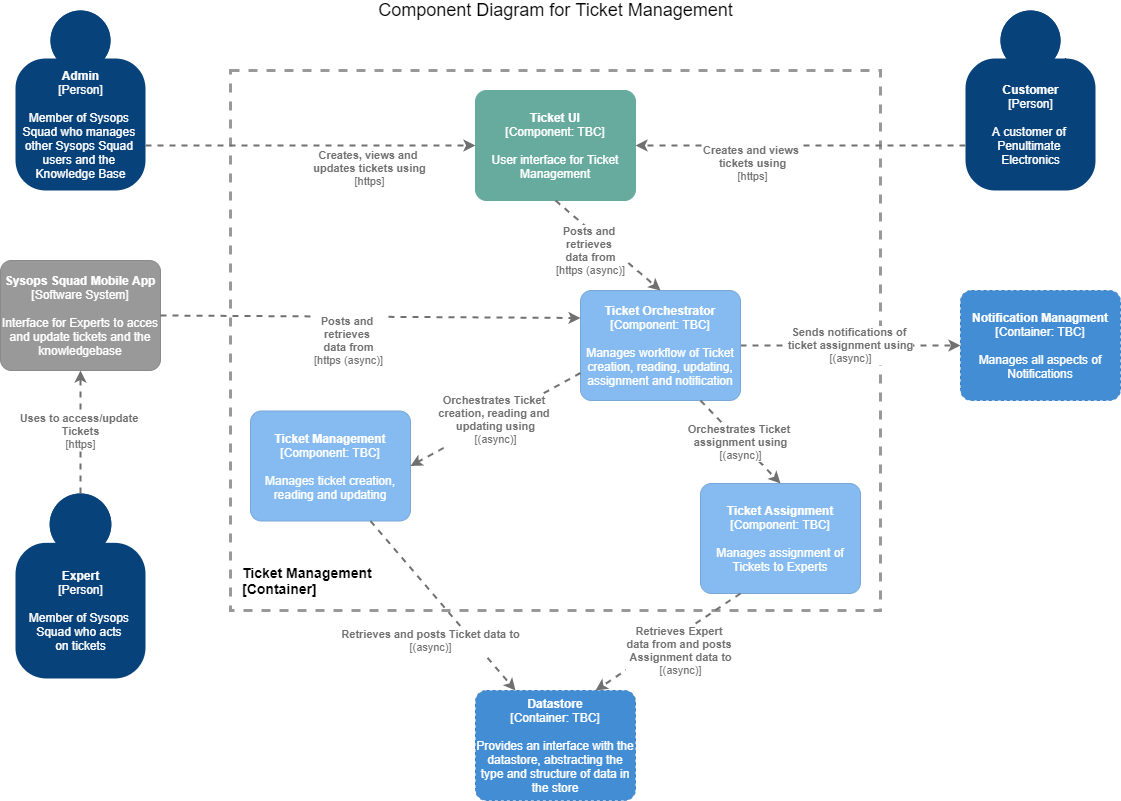 Component Diagram for Ticket Management
Admin
[Person]
Member of Sysops
Squad who manages
other Sysops Squad
users and the
Knowledge Base
Ticket UI
[Component: TBC]
User interface for Ticket
Management
Customer
[Person]
A customer of
Penultimate
Electronics
Creates, views and
updates tickets using
[https]
Creates and views
tickets using
[https]
Posts and
retrieves
data from
[https (async)]
Sysops Squad Mobile App
[Software System]
Interface for Experts to acces
and update tickets and the
knowledgebase
Posts and
retrieves
data from
[https (async)]
Ticket Orchestrator
[Component: TBC]
Manages workflow of Ticket
creation, reading, updating,
assignment and notification
Sends notifications of
ticket assignment using
[(async)]
Notification Managment
[Container: TBC]
Manages all aspects of
Notifications
Uses to access/update
Tickets
[https]
Orchestrates Ticket
creation, reading and
updating using
[(async)]
Orchestrates Ticket
assignment using
[(async)]
Ticket Management
[Component: TBC]
Manages ticket creation,
reading and updating
Ticket Assignment
[Component: TBC]
Manages assignment of
Tickets to Experts
Expert
[Person]
Member of Sysops
Squad who acts
on tickets
Ticket Management
[Container]
Retrieves and posts Ticket data to
[(async)]
Retrieves Expert
data from and posts
Assignment data to
[(async)]
Datastore
[Container: TBC]
Provides an interface with the
datastore, abstracting the
type and structure of data in
the store